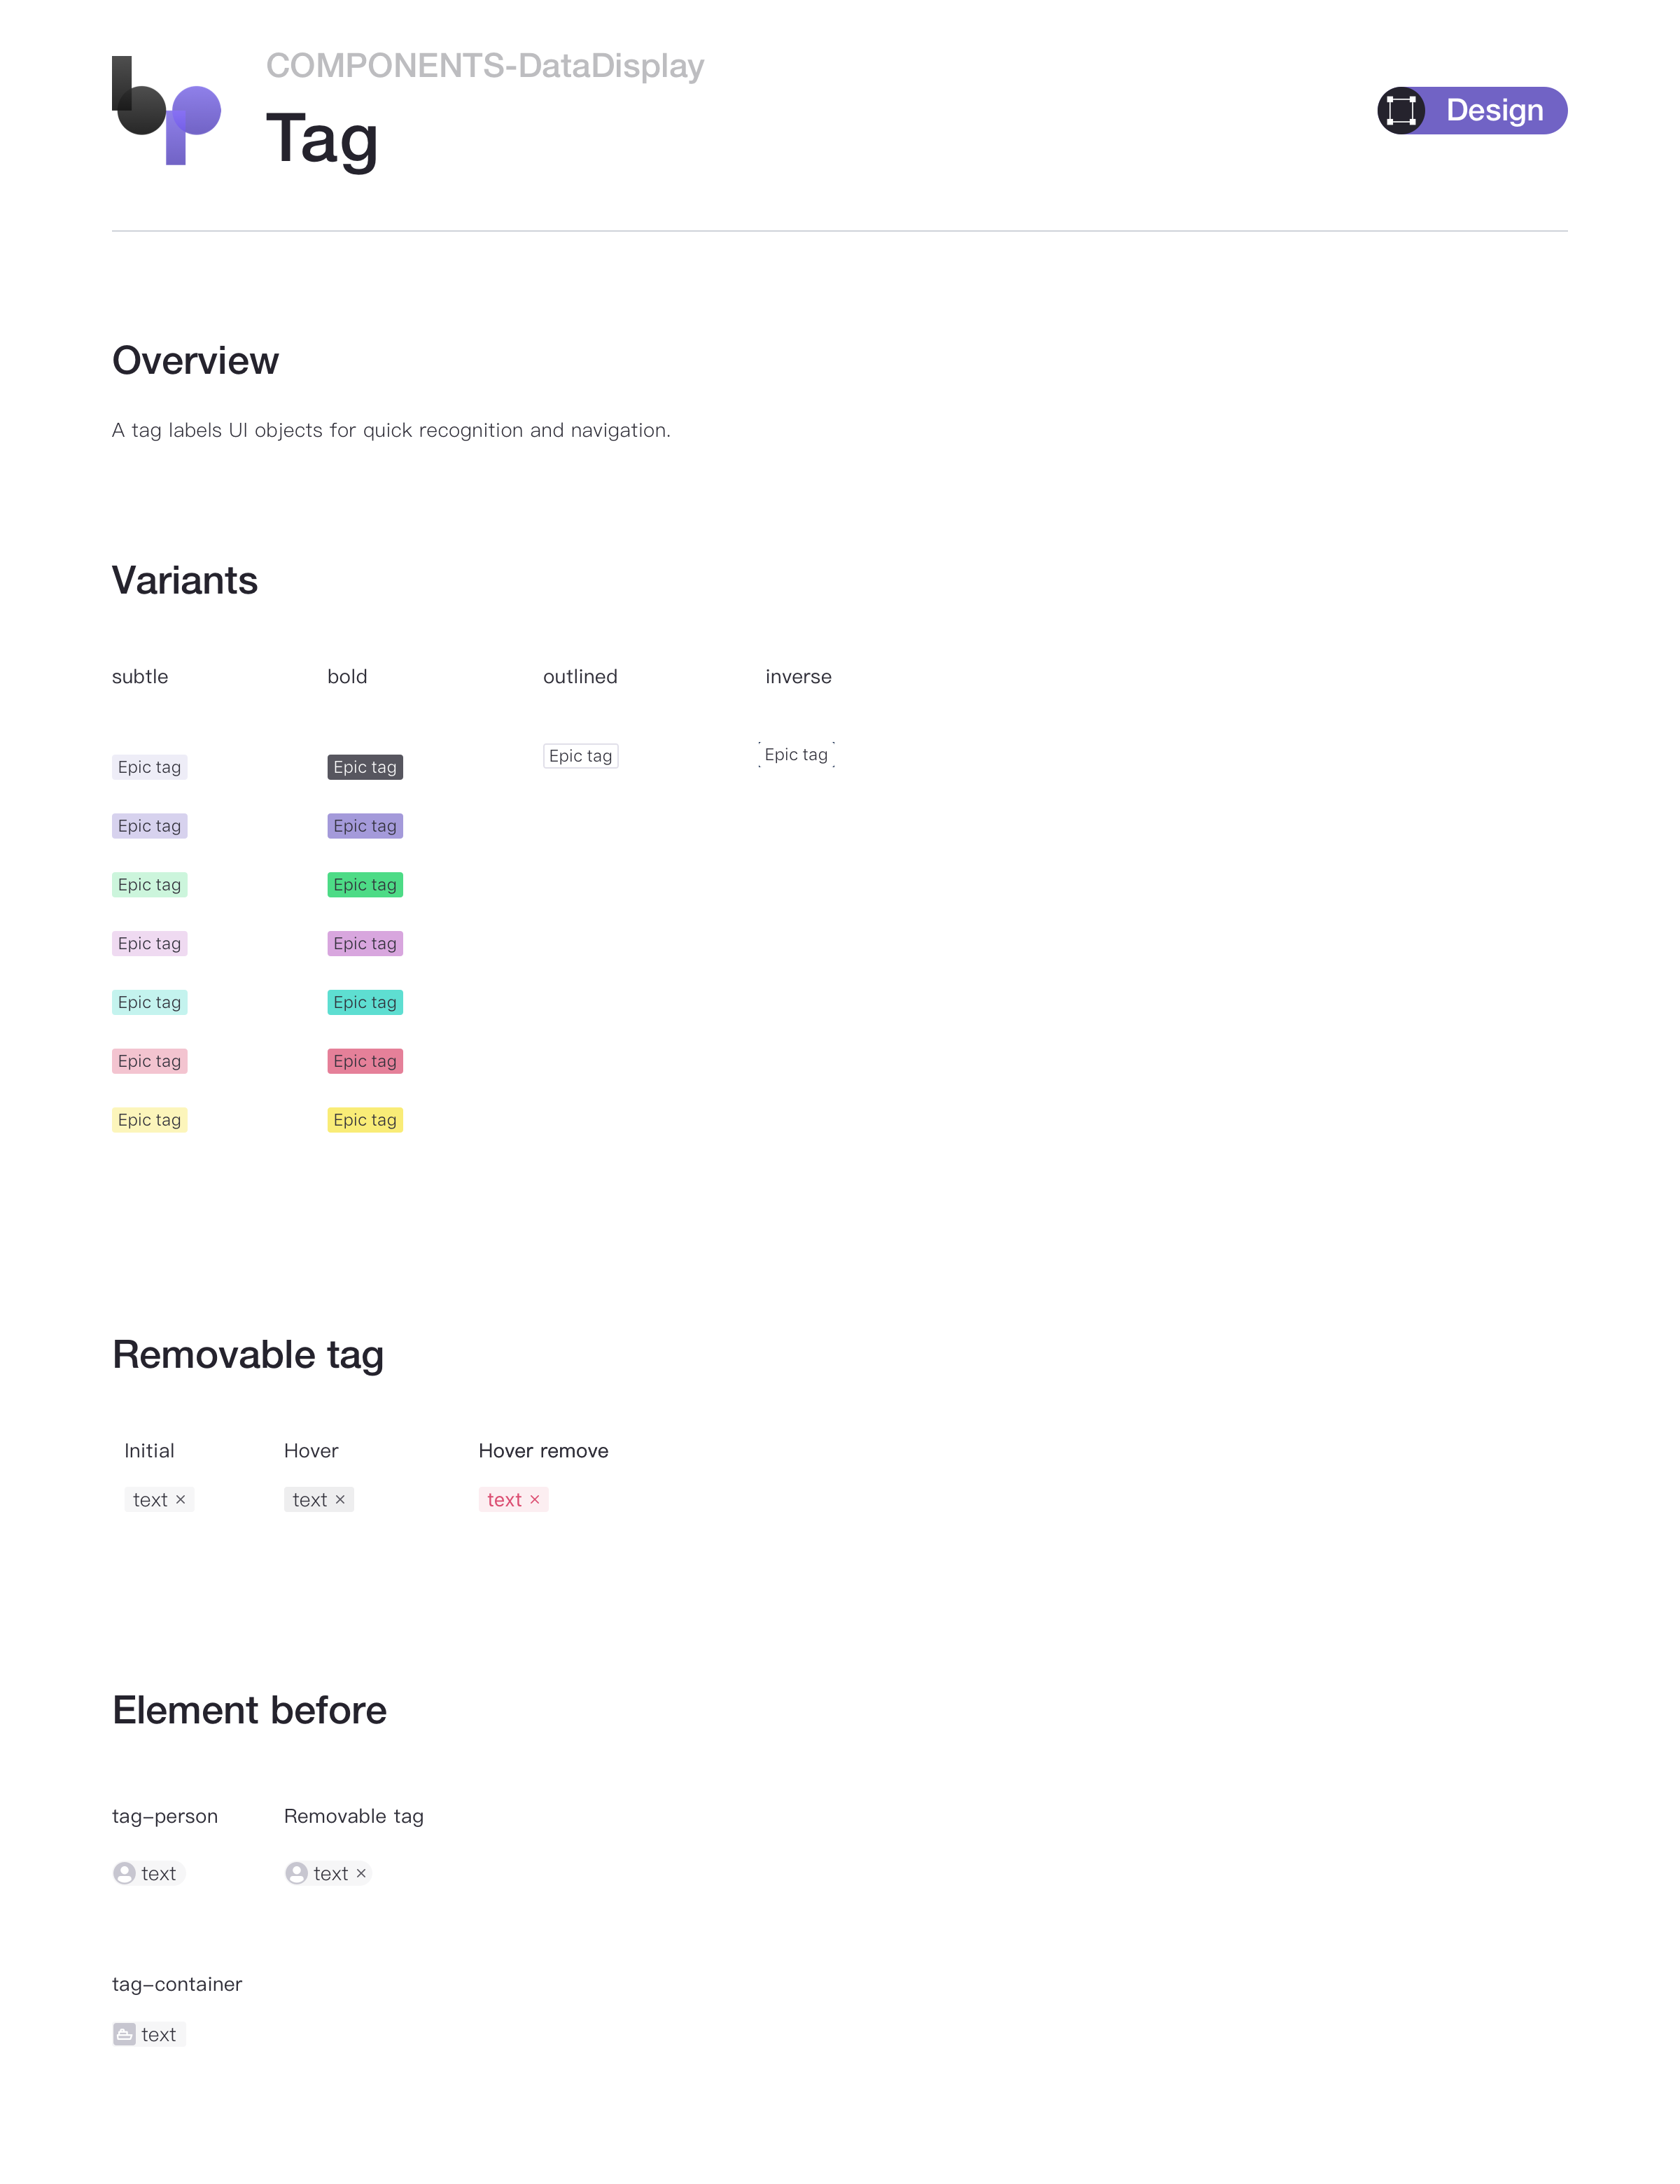 COMPONENTS-DataDisplay
Tag
Design
Overview
A tag labels UI objects for quick recognition and navigation.
Variants
subtle bold outlined inverse
Epic tag Epic tag Epic tag Epic tag
Epic tag Epic tag
Epic tag Epic tag
Epic tag Epic tag
Epic tag Epic tag
Epic tag Epic tag
Epic tag Epic tag
Removable tag
Initial Hover Hover remove
text × text × text ×
Element before
tag-person Removable tag
text text ×
tag-container
text